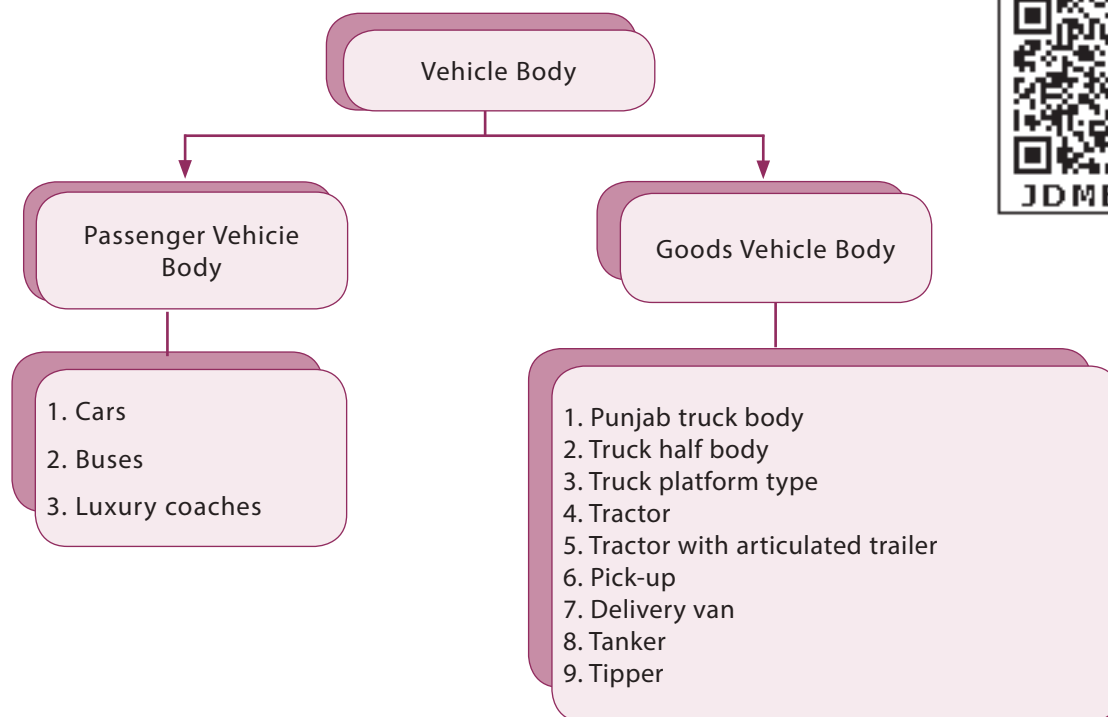 Vehicle Body
Passenger Vehicie
Body
Goods Vehicle Body
1. Cars
2. Buses
3. Luxury coaches
1. Punjab truck body
2. Truck half body
3. Truck platform type
4. Tractor
5. Tractor with articulated trailer
6. Pick-up
7. Delivery van
8. Tanker
9. Tipper